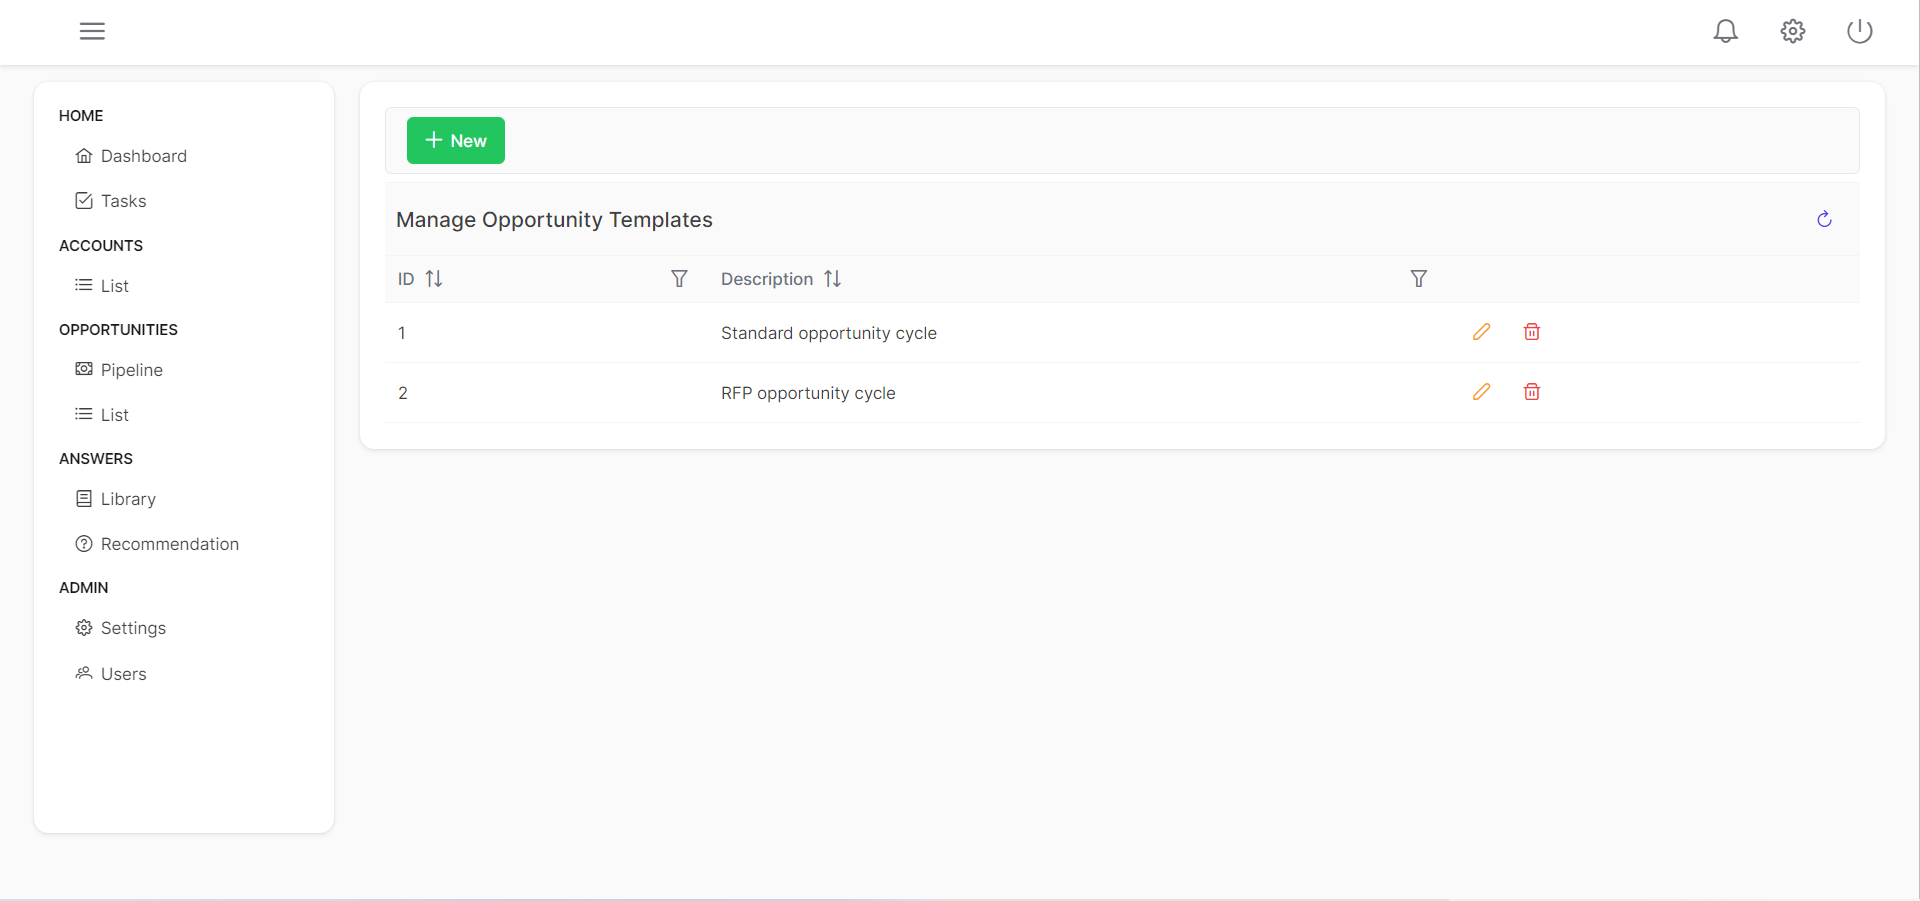 HOME
Dashboard
Tasks
ACCOUNTS
List
OPPORTUNITIES
Pipeline
List
ANSWERS
Library
Recommendation
ADMIN
Settings
Users
New
Manage Opportunity Templates
ID Description
1 Standard opportunity cycle
2 RFP opportunity cycle